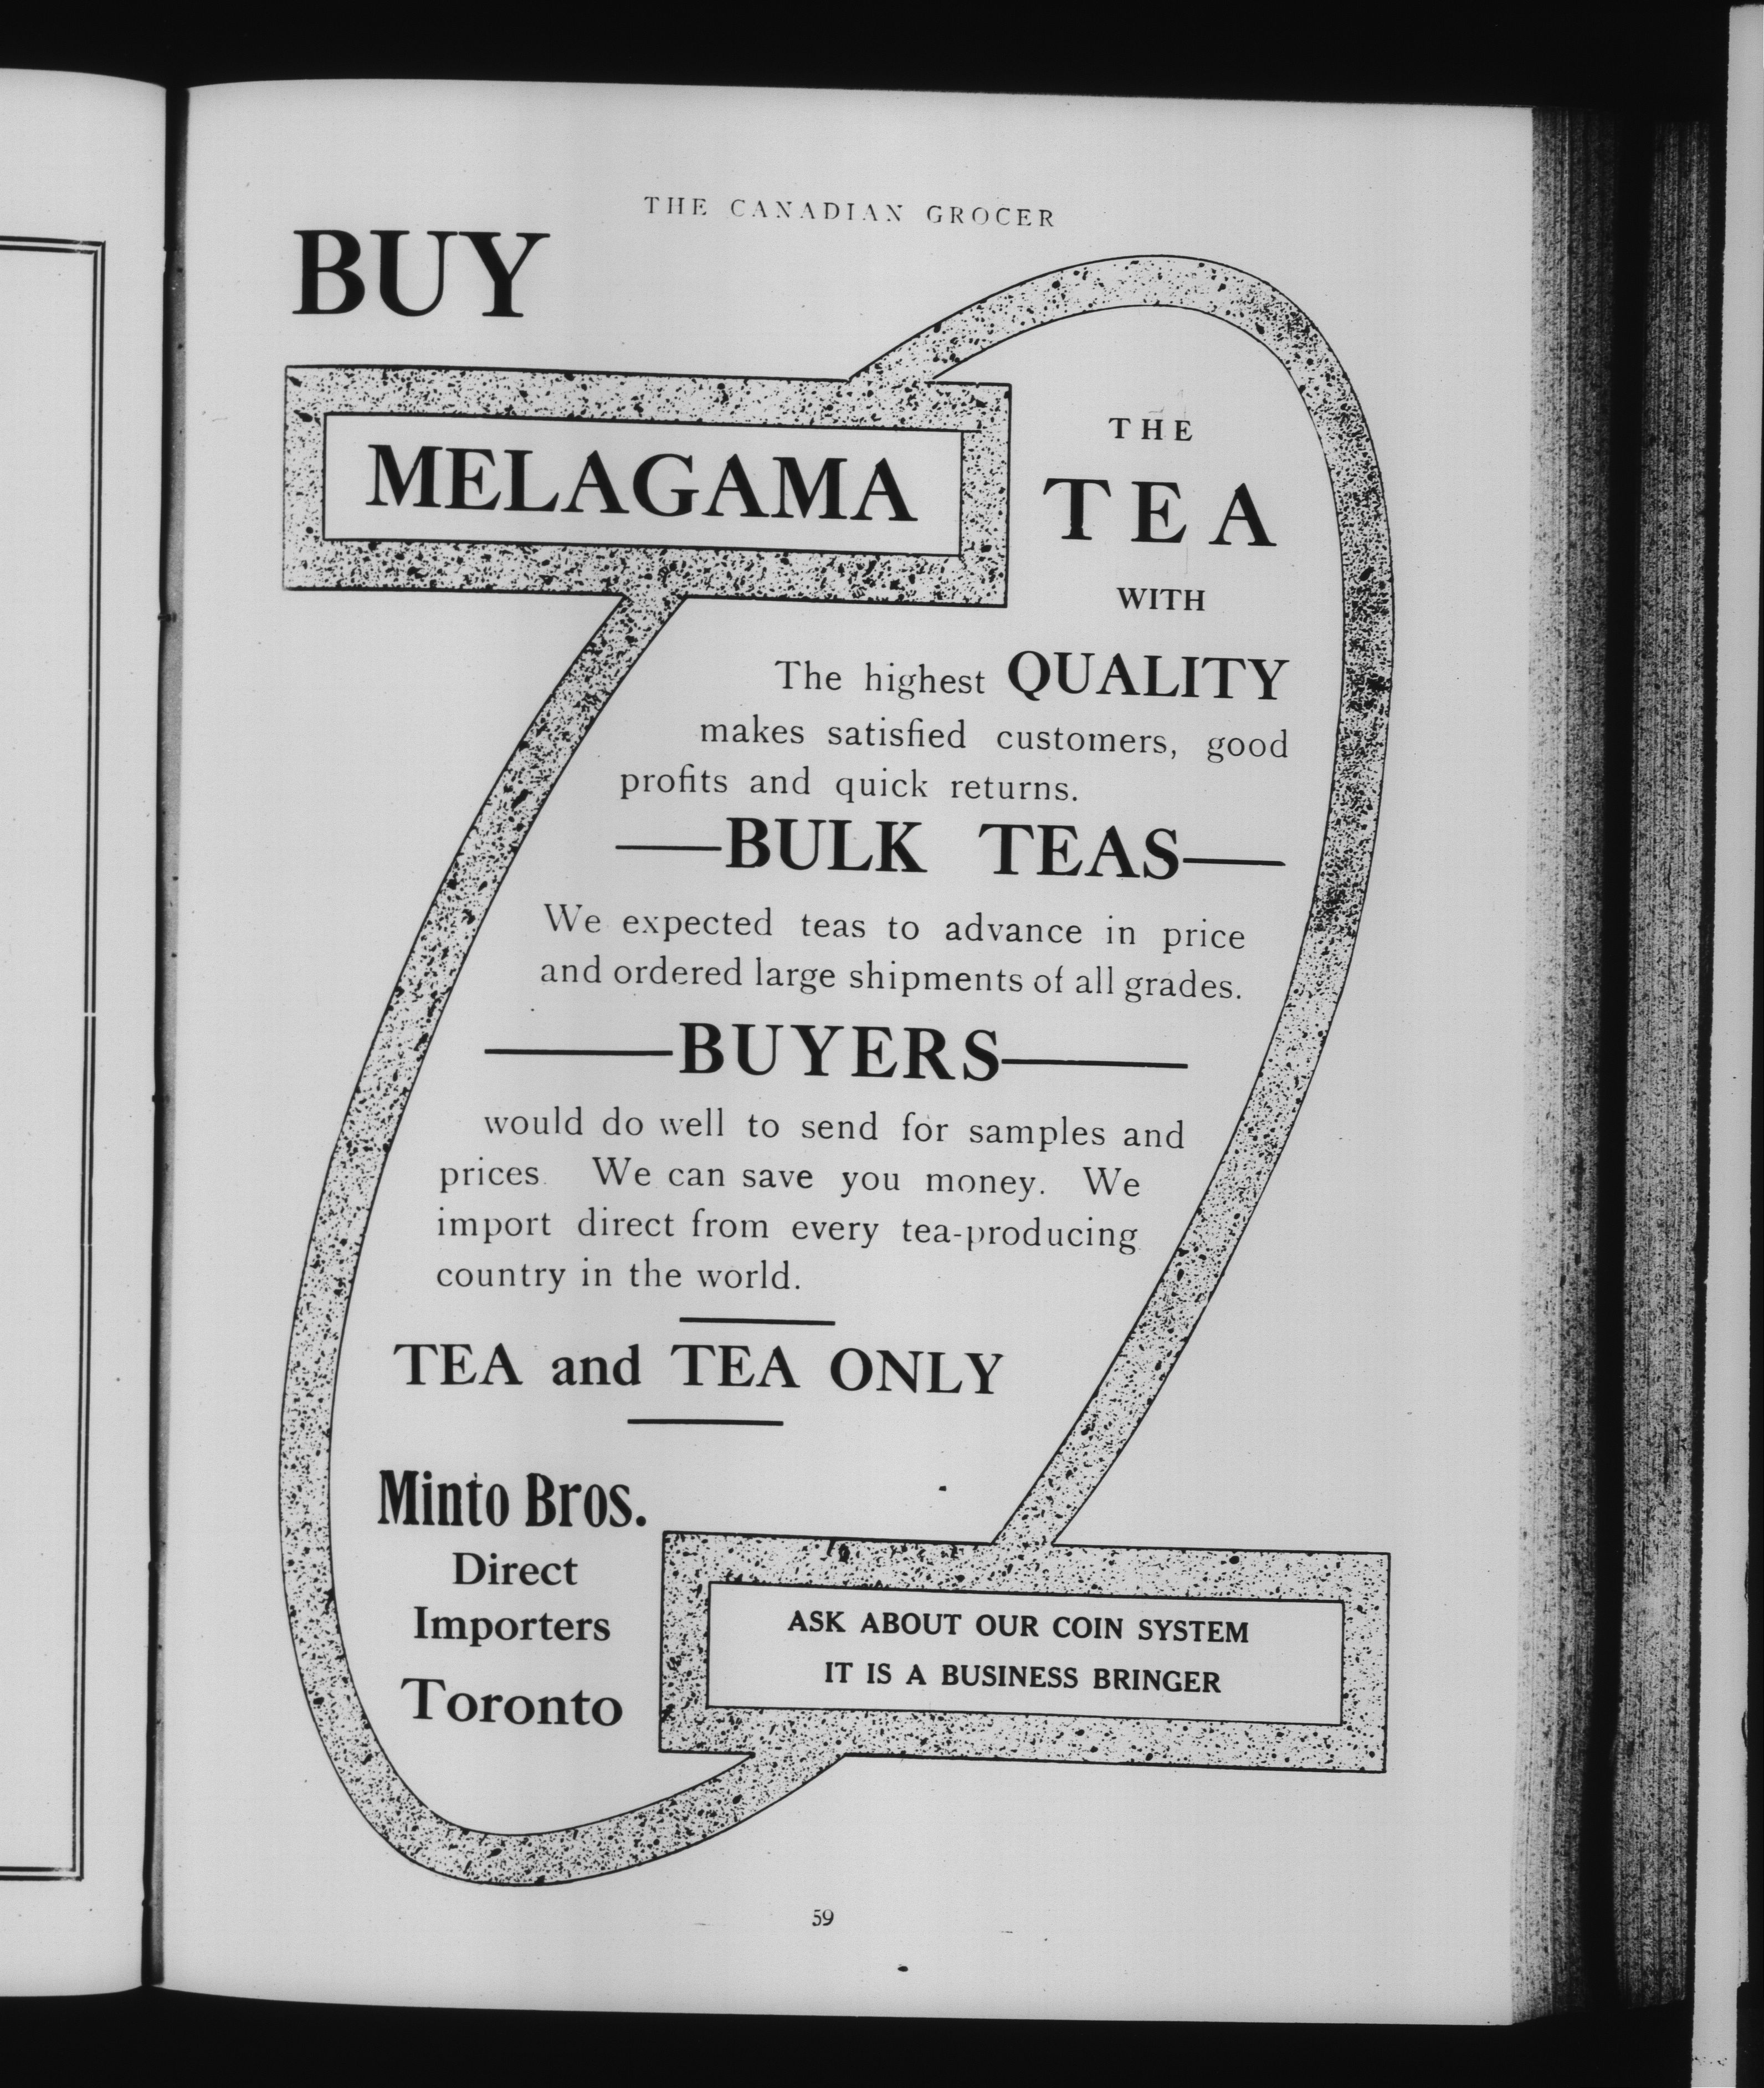 THE CANADIAN GROCER
BUY
MELAGAMA
THE
TEA
WITH
The highest QUALITY
makes satisfied customers, good
profits and quick returns.
—BULK TEAS—
We expected teas to advance in price
and ordered large shipments of all grades.
—BUYERS—
would do well to send for samples and
prices. We can save you money. We
import direct from every tea-producing
country in the world.
TEA and TEA ONLY
Minto Bros.
Direct
Importers
Toronto
ASK ABOUT OUR COIN SYSTEM
IT IS A BUSINESS BRINGER
59